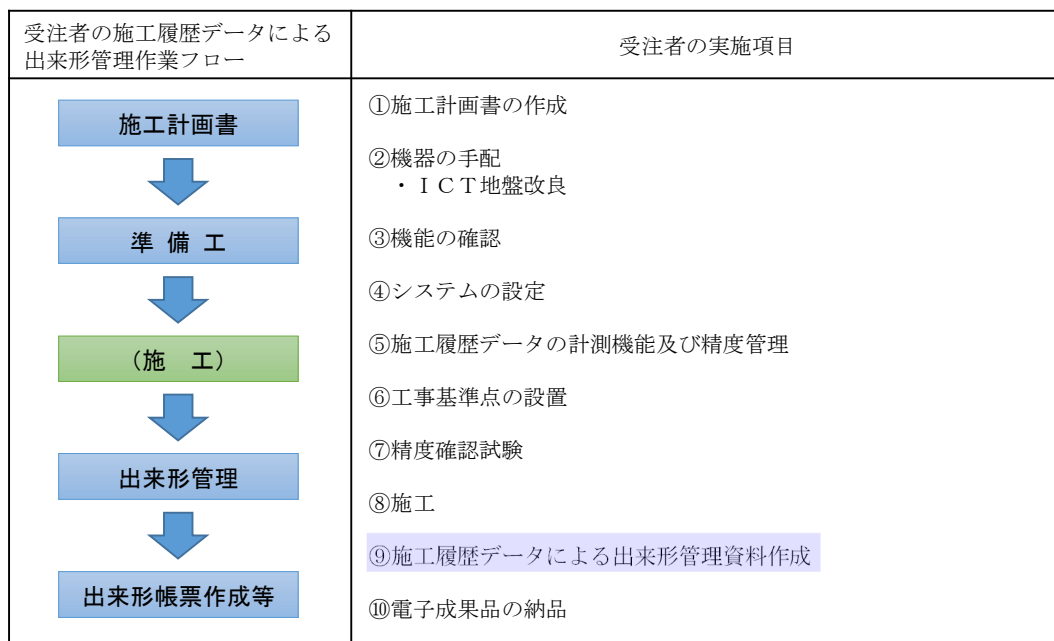 受注者の施工履歴データによる
出来形管理作業フロー
受注者の実施項目
施工計画書
準 備 工
(施 工)
出来形管理
出来形帳票作成等
①施工計画書の作成
②機器の手配
・ＩＣＴ地盤改良
③機能の確認
④システムの設定
⑤施工履歴データの計測機能及び精度管理
⑥工事基準点の設置
⑦精度確認試験
⑧施工
⑨施工履歴データによる出来形管理資料作成
⑩電子成果品の納品